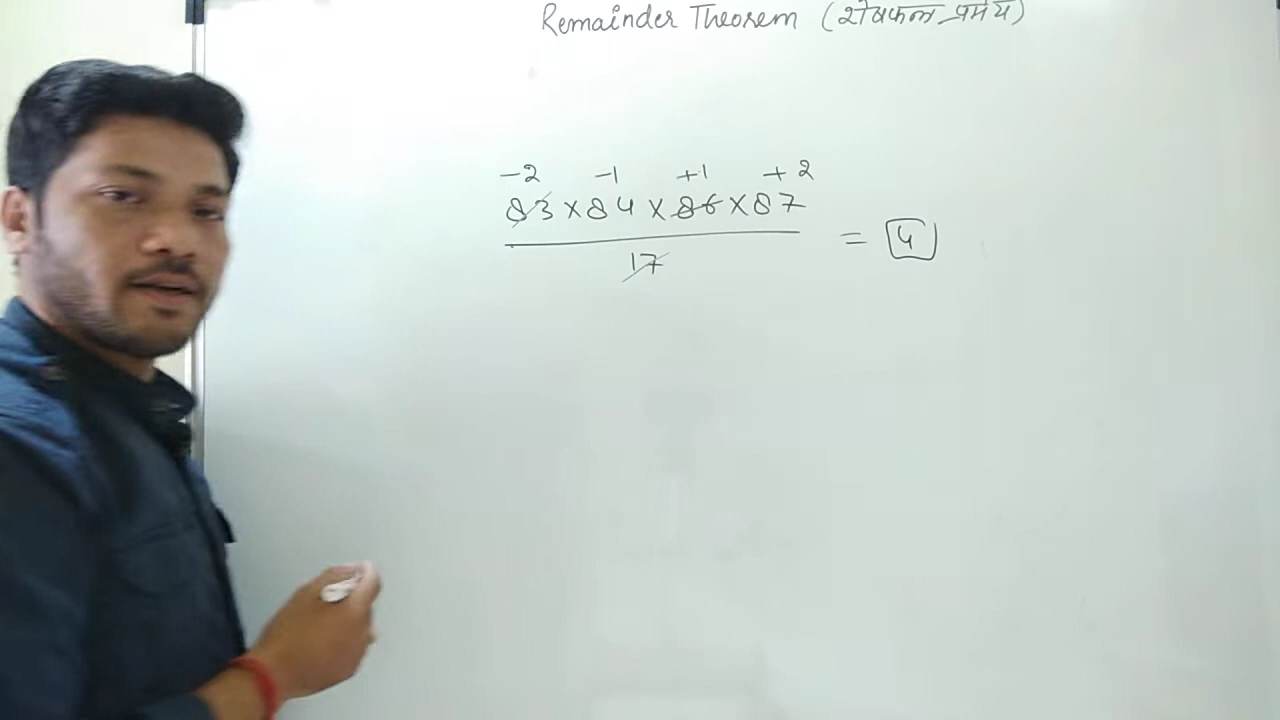 Remainder Theorem (शेषफल प्रमेय)
-2 -1 +1 +2
83 x 84 x 86 x 87
17
= 4